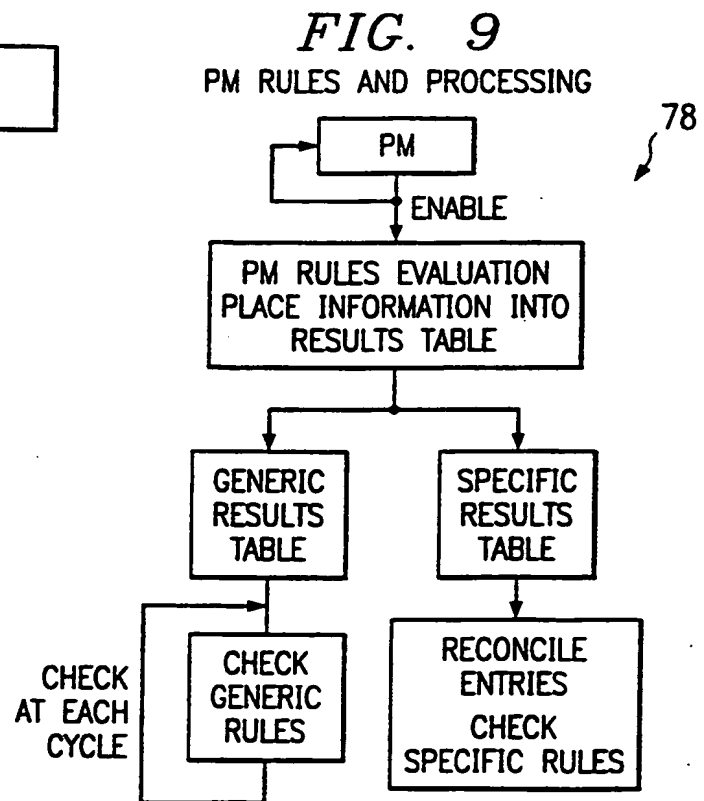 FIG. 9
PM RULES AND PROCESSING
78
PM
ENABLE
PM RULES EVALUATION
PLACE INFORMATION INTO
RESULTS TABLE
GENERIC
RESULTS
TABLE
SPECIFIC
RESULTS
TABLE
CHECK
AT EACH
CYCLE
CHECK
GENERIC
RULES
RECONCILE
ENTRIES
CHECK
SPECIFIC RULES